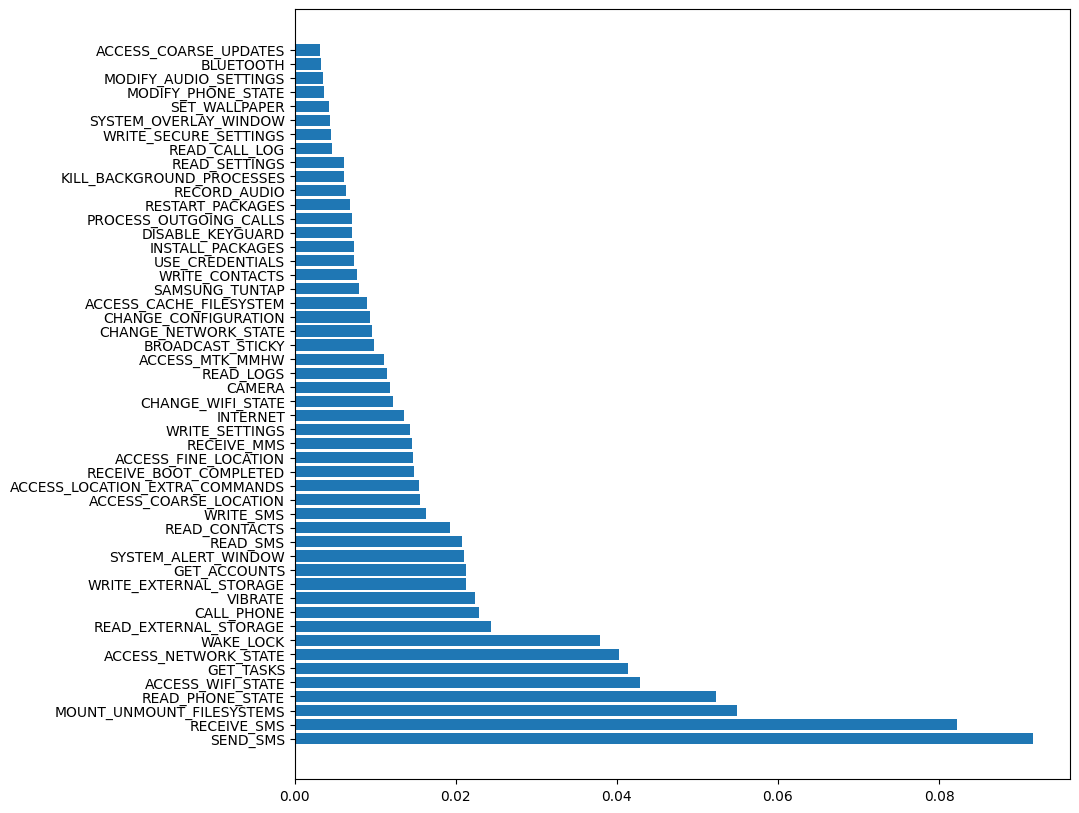 ACCESS_COARSE_UPDATES
BLUETOOTH
MODIFY_AUDIO_SETTINGS
MODIFY_PHONE_STATE
SET_WALLPAPER
SYSTEM_OVERLAY_WINDOW
WRITE_SECURE_SETTINGS
READ_CALL_LOG
READ_SETTINGS
KILL_BACKGROUND_PROCESSES
RECORD_AUDIO
RESTART_PACKAGES
PROCESS_OUTGOING_CALLS
DISABLE_KEYGUARD
INSTALL_PACKAGES
USE_CREDENTIALS
WRITE_CONTACTS
SAMSUNG_TUNTAP
ACCESS_CACHE_FILESYSTEM
CHANGE_CONFIGURATION
CHANGE_NETWORK_STATE
BROADCAST_STICKY
ACCESS_MTK_MMHW
READ_LOGS
CAMERA
CHANGE_WIFI_STATE
INTERNET
WRITE_SETTINGS
RECEIVE_MMS
ACCESS_FINE_LOCATION
RECEIVE_BOOT_COMPLETED
ACCESS_LOCATION_EXTRA_COMMANDS
ACCESS_COARSE_LOCATION
WRITE_SMS
READ_CONTACTS
READ_SMS
SYSTEM_ALERT_WINDOW
GET_ACCOUNTS
WRITE_EXTERNAL_STORAGE
VIBRATE
CALL_PHONE
READ_EXTERNAL_STORAGE
WAKE_LOCK
ACCESS_NETWORK_STATE
GET_TASKS
ACCESS_WIFI_STATE
READ_PHONE_STATE
MOUNT_UNMOUNT_FILESYSTEMS
RECEIVE_SMS
SEND_SMS
0.00 0.02 0.04 0.06 0.08